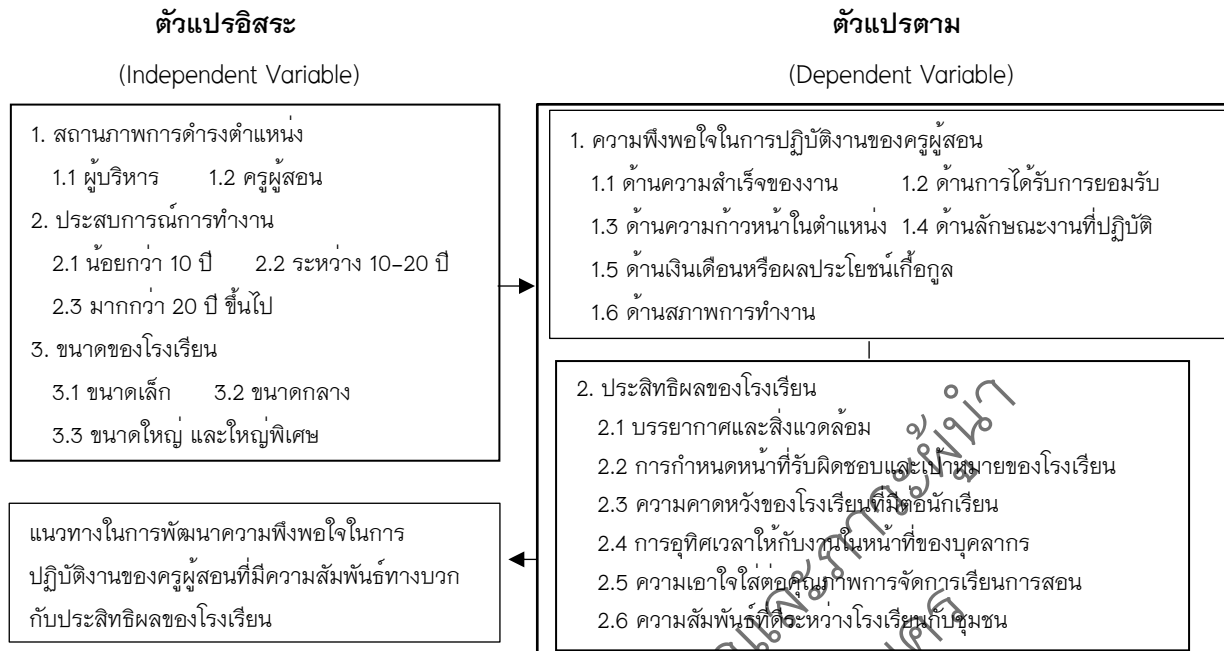 ตัวแปรอิสระ
(Independent Variable)
1. สถานภาพการดำรงตำแหน่ง
1.1 ผู้บริหาร 1.2 ครูผู้สอน
2. ประสบการณ์การทำงาน
2.1 น้อยกว่า 10 ปี 2.2 ระหว่าง 10-20 ปี
2.3 มากกว่า 20 ปี ขึ้นไป
3. ขนาดของโรงเรียน
3.1 ขนาดเล็ก 3.2 ขนาดกลาง
3.3 ขนาดใหญ่ และใหญ่พิเศษ
ตัวแปรตาม
(Dependent Variable)
1. ความพึงพอใจในการปฏิบัติงานของครูผู้สอน
1.1 ด้านความสำเร็จของงาน 1.2 ด้านการได้รับการยอมรับ
1.3 ด้านความก้าวหน้าในตำแหน่ง 1.4 ด้านลักษณะงานที่ปฏิบัติ
1.5 ด้านเงินเดือนหรือผลประโยชน์เกื้อกูล
1.6 ด้านสภาพการทำงาน
2. ประสิทธิผลของโรงเรียน
2.1 บรรยากาศและสิ่งแวดล้อม
2.2 การกำหนดหน้าที่รับผิดชอบและเป้าหมายของโรงเรียน
2.3 ความคาดหวังของโรงเรียนที่มีต่อนักเรียน
2.4 การอุทิศเวลาให้กับงานในหน้าที่ของบุคลากร
2.5 ความเอาใจใส่ต่อคุณภาพการจัดการเรียนการสอน
2.6 ความสัมพันธ์ที่ดีระหว่างโรงเรียนกับชุมชน
แนวทางในการพัฒนาความพึงพอใจในการ
ปฏิบัติงานของครูผู้สอนที่มีความสัมพันธ์ทางบวก
กับประสิทธิผลของโรงเรียน
และภาวะผู้นำ